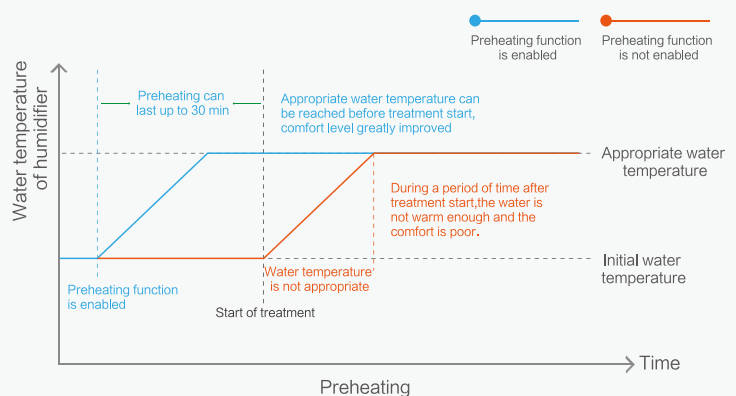 Preheating function
is enabled
Preheating function
is not enabled
Water temperature
of humidifier
Preheating can
last up to 30 min
Appropriate water temperature can
be reached before treatment start,
comfort level greatly improved
Appropriate water
temperature
During a period of time after
treatment start,the water is
not warm enough and the
comfort is poor.
Initial water
temperature
Water temperature
is not appropriate
Preheating function
is enabled
Start of treatment
Time
Preheating